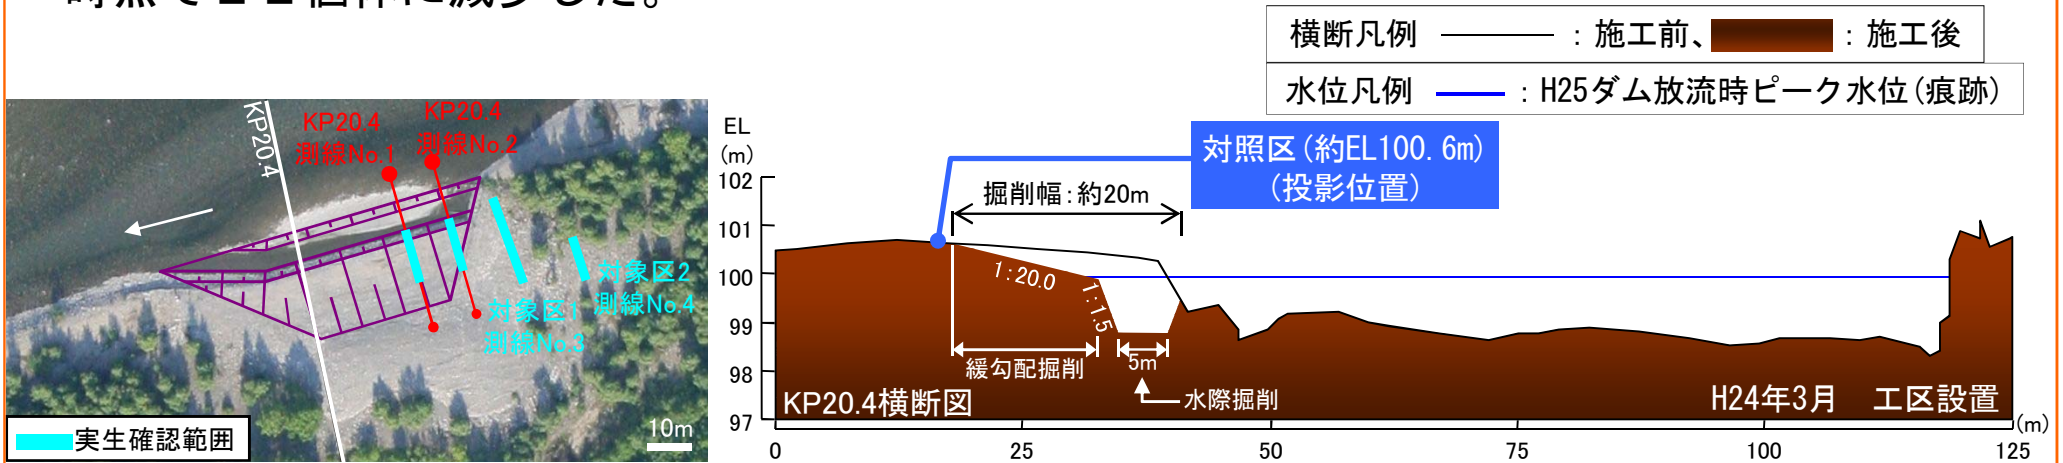 横断凡例 ： 施工前、 ： 施工後
水位凡例 ： H25ダム放流時ピーク水位(痕跡)
KP20.4
KP20.4
測線No.1
KP20.4
測線No.2
対象区1
測線No.3
対象区2
測線No.4
実生確認範囲
10m
EL
(m)
102
101
100
99
98
97
対照区(約EL100.6m)
(投影位置)
掘削幅：約20m
1：20.0
1：1.5
緩勾配掘削
5m
水際掘削
KP20.4横断図
H24年3月 工区設置
0
25
50
75
100
125
(m)